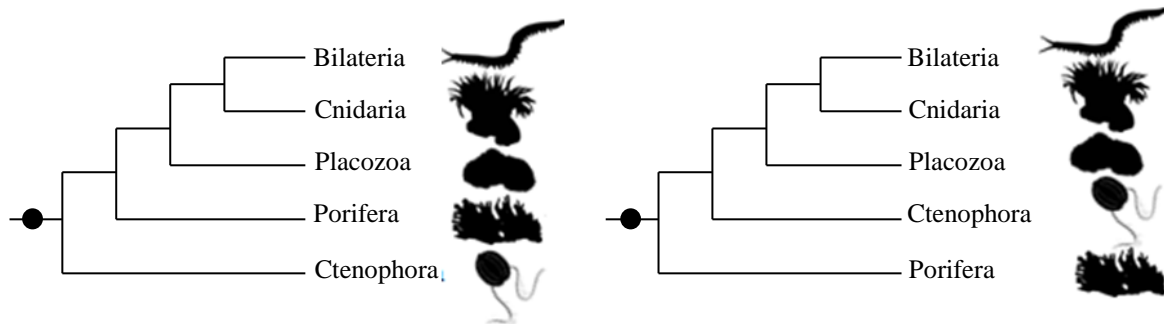 Bilateria
Cnidaria
Placozoa
Porifera
Ctenophora
Bilateria
Cnidaria
Placozoa
Ctenophora
Porifera